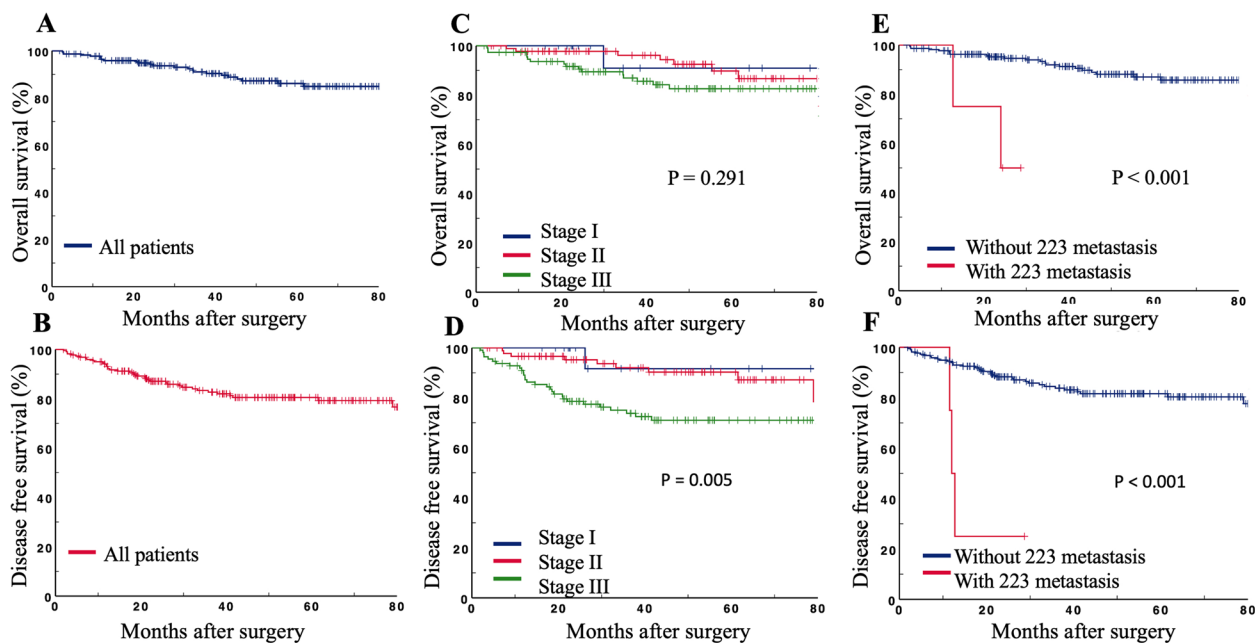 A
Overall survival (%)
100
80
60
40
20
0
All patients
0
20
40
60
80
Months after surgery
B
Disease free survival (%)
100
80
60
40
20
0
All patients
0
20
40
60
80
Months after surgery
C
Overall survival (%)
100
80
60
40
20
0
P = 0.291
Stage I
Stage II
Stage III
0
20
40
60
80
Months after surgery
D
Disease free survival (%)
100
80
60
40
20
0
P = 0.005
Stage I
Stage II
Stage III
0
20
40
60
80
Months after surgery
E
Overall survival (%)
100
80
60
40
20
0
P < 0.001
Without 223 metastasis
With 223 metastasis
0
20
40
60
80
Months after surgery
F
Disease free survival (%)
100
80
60
40
20
0
P < 0.001
Without 223 metastasis
With 223 metastasis
0
20
40
60
80
Months after surgery